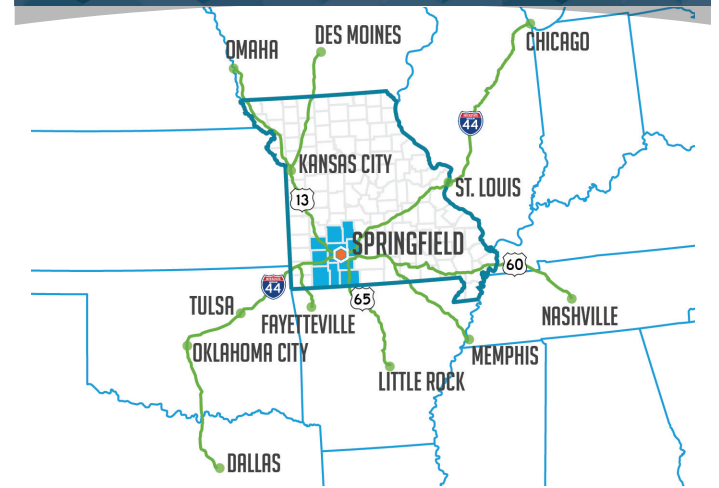 DES MOINES
CHICAGO
OMAHA
44
KANSAS CITY
ST. LOUIS
13
SPRINGFIELD
60
44
65
TULSA
FAYETTEVILLE
NASHVILLE
OKLAHOMA CITY
MEMPHIS
LITTLE ROCK
DALLAS